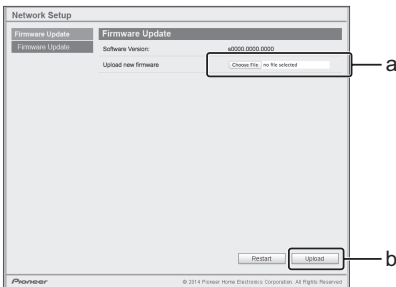 Network Setup
Firmware Update
Firmware Update
Firmware Update
Software Version: s0000.0000.0000
Upload new firmware Choose File no file selected
a
Restart Upload
b
Pioneer © 2014 Pioneer Home Electronics Corporation. All Rights Reserved